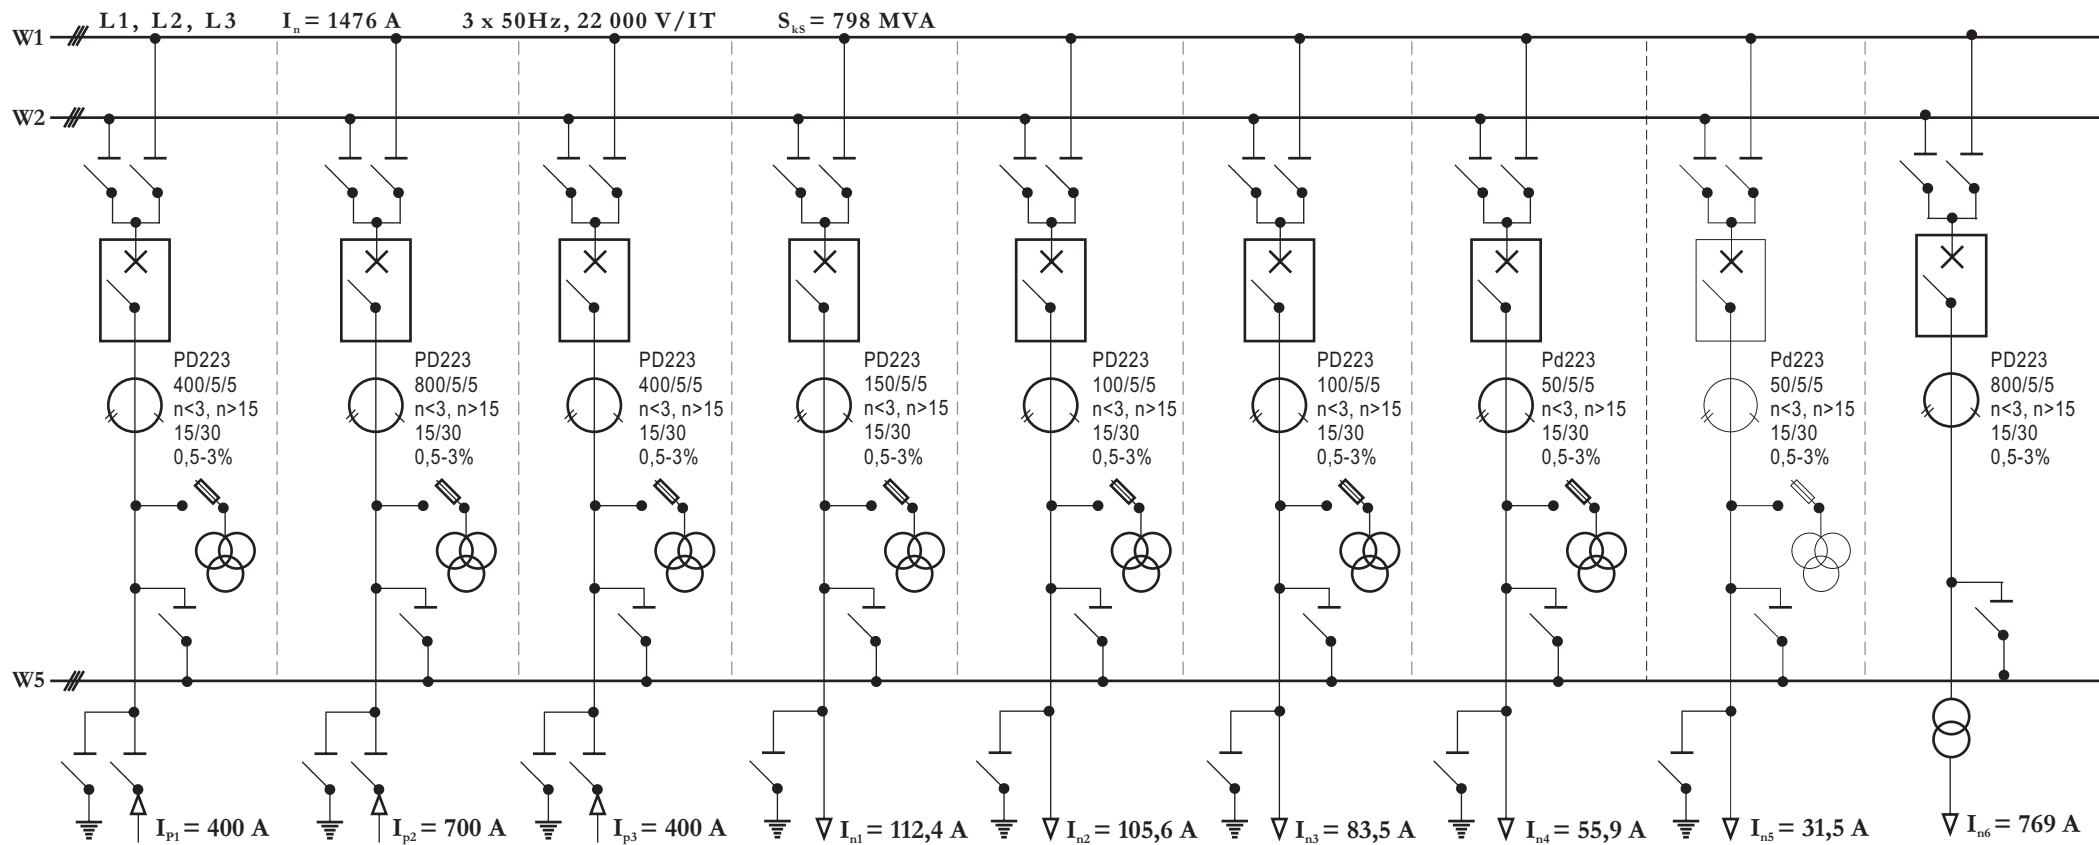 L1, L2, L3 Iₙ = 1476 A 3 x 50Hz, 22 000 V/IT SₖS = 798 MVA
W1
W2
PD223
400/5/5
n<3, n>15
15/30
0,5-3%
PD223
800/5/5
n<3, n>15
15/30
0,5-3%
PD223
400/5/5
n<3, n>15
15/30
0,5-3%
PD223
150/5/5
n<3, n>15
15/30
0,5-3%
PD223
100/5/5
n<3, n>15
15/30
0,5-3%
PD223
100/5/5
n<3, n>15
15/30
0,5-3%
Pd223
50/5/5
n<3, n>15
15/30
0,5-3%
Pd223
50/5/5
n<3, n>15
15/30
0,5-3%
PD223
800/5/5
n<3, n>15
15/30
0,5-3%
W5
IP1 = 400 A
Ip2 = 700 A
Ip3 = 400 A
In1 = 112,4 A
In2 = 105,6 A
In3 = 83,5 A
In4 = 55,9 A
In5 = 31,5 A
In6 = 769 A